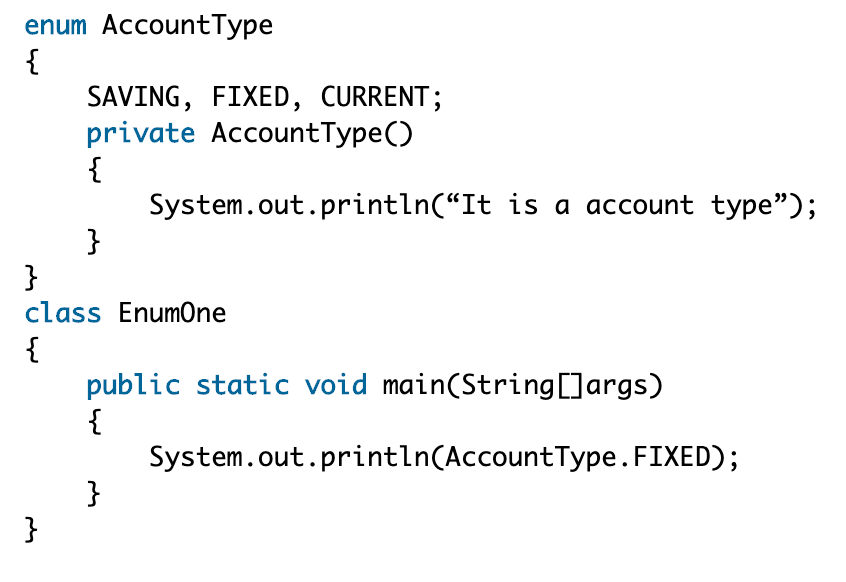 enum AccountType
{
    SAVING, FIXED, CURRENT;
    private AccountType()
    {
        System.out.println(“It is a account type”);
    }
}
class EnumOne
{
    public static void main(String[]args)
    {
        System.out.println(AccountType.FIXED);
    }
}